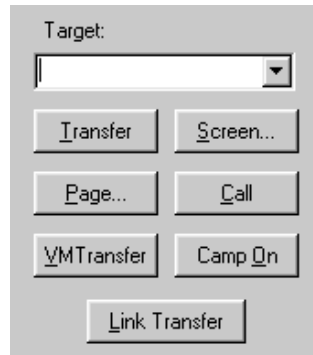 Target:
Transfer Screen...
Page... Call
VMTransfer Camp On
Link Transfer